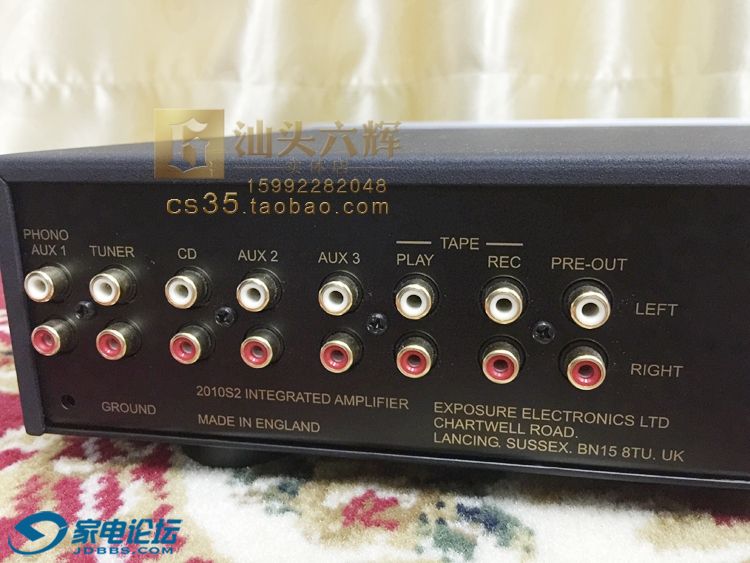 汕头六辉
15992282048
cs35.taobao.com
PHONO
AUX 1
TUNER
CD
AUX 2
AUX 3
TAPE
PLAY
REC
PRE-OUT
LEFT
RIGHT
2010S2 INTEGRATED AMPLIFIER
GROUND
MADE IN ENGLAND
EXPOSURE ELECTRONICS LTD
CHARTWELL ROAD.
LANCING. SUSSEX. BN15 8TU. UK
家电论坛
JDBBS.COM